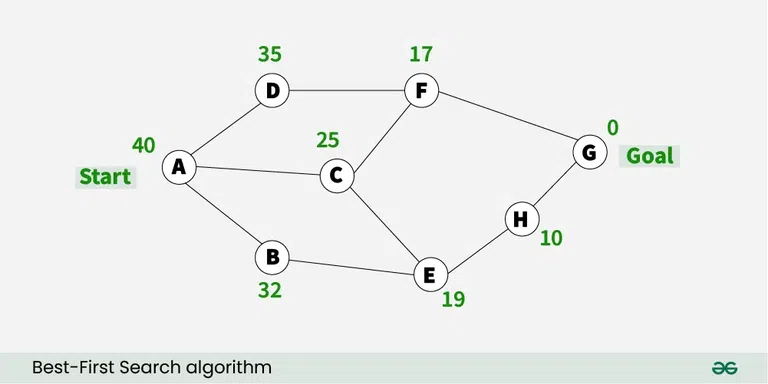 35
17
D
F
40
25
0
Start
A
C
G
Goal
H
10
B
E
32
19
Best-First Search algorithm